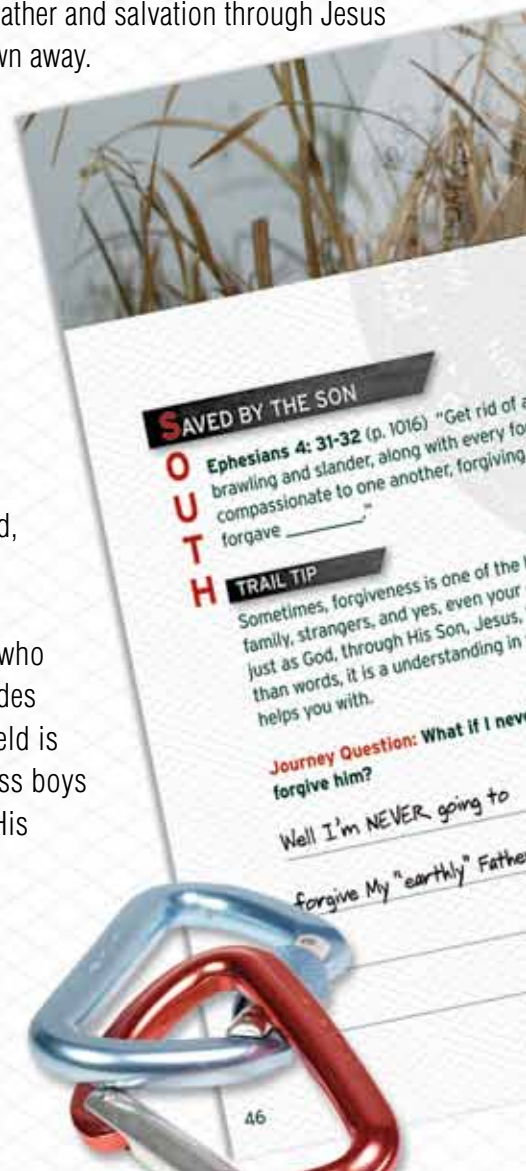 ather and salvation through Jesus
wn away.
d,
who
des
eld is
ss boys
His
SAVED BY THE SON
O
U
T
H
Ephesians 4: 31-32 (p. 1016) "Get rid of a
brawling and slander, along with every for
compassionate to one another, forgiving,
forgave ________."
TRAIL TIP
Sometimes, forgiveness is one of the h
family, strangers, and yes, even your
just as God, through His Son, Jesus,
than words, it is a understanding in
helps you with.
Journey Question: What if I neve
forgive him?
Well I'm NEVER going to
forgive My "earthly" Father
46